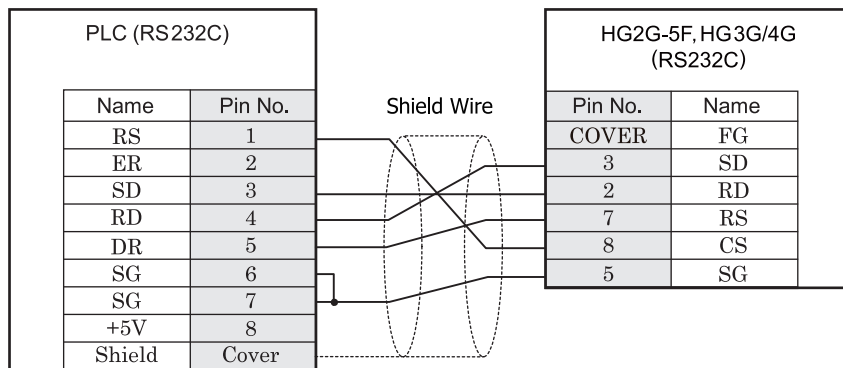 PLC (RS232C)
HG2G-5F, HG3G/4G
(RS232C)
Shield Wire
Name Pin No.
RS 1
ER 2
SD 3
RD 4
DR 5
SG 6
SG 7
+5V 8
Shield Cover
Pin No. Name
COVER FG
3 SD
2 RD
7 RS
8 CS
5 SG